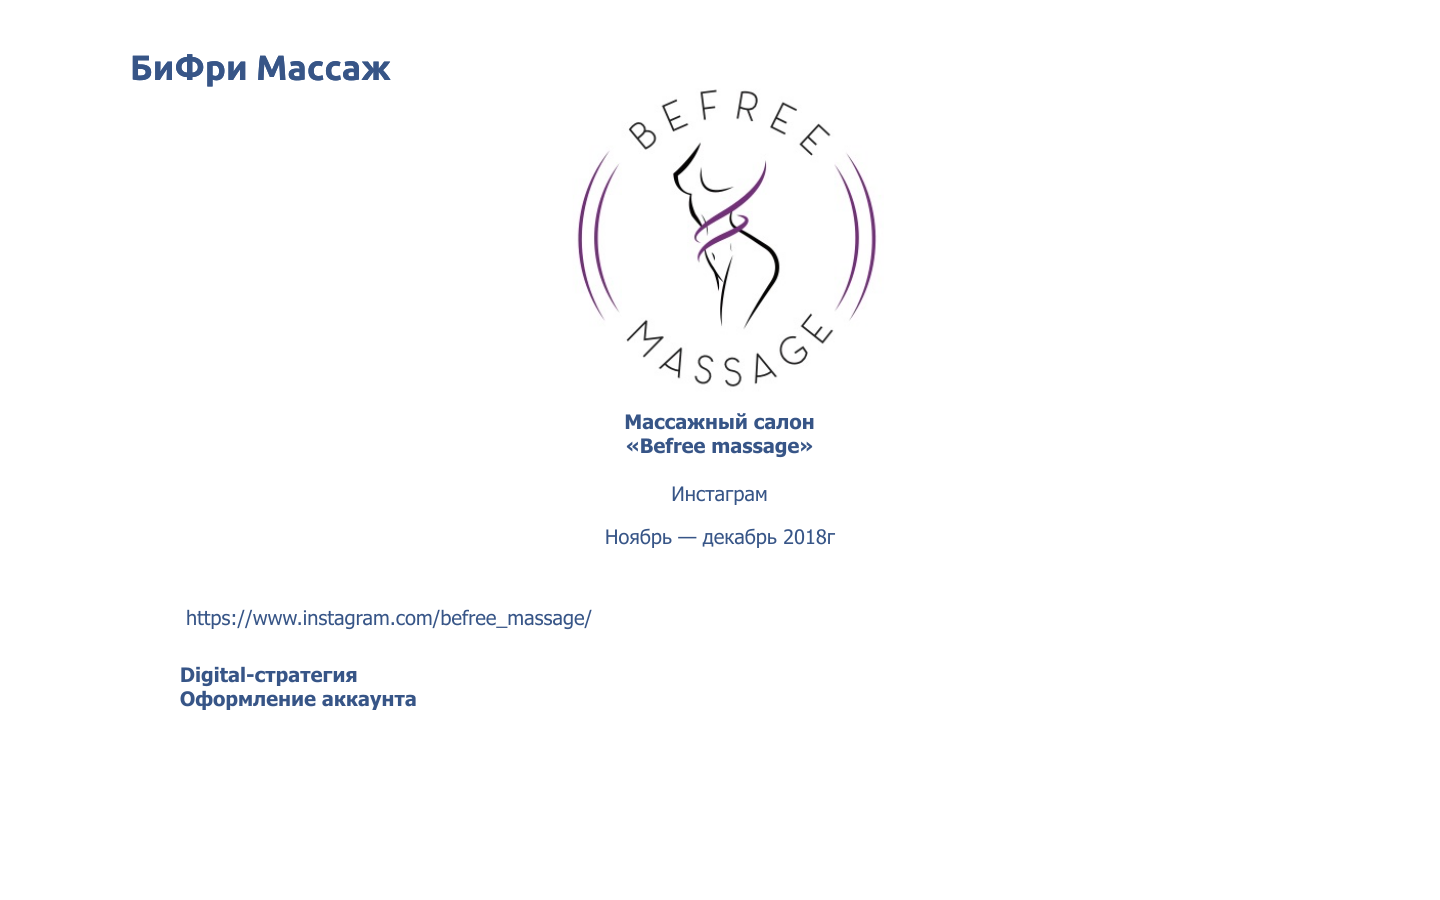 БиФри Массаж
BEFREE
MASSAGE
Массажный салон
«Befree massage»
Инстаграм
Ноябрь — декабрь 2018г
https://www.instagram.com/befree_massage/
Digital-стратегия
Оформление аккаунта